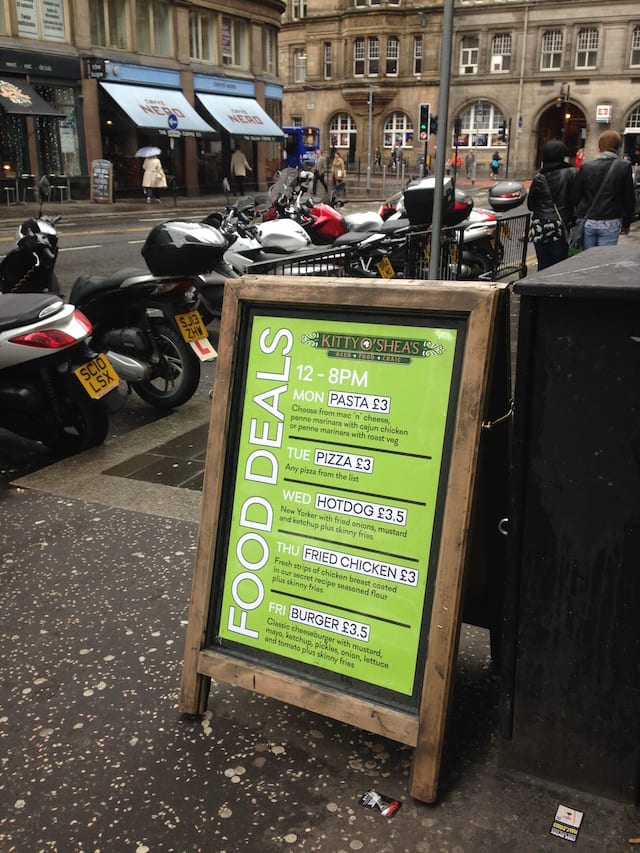 CAFFÈ
NERO
CAFFÈ
NERO
KITTY O'SHEA'S
BEER • FOOD • CRAIC
FOOD DEALS
12 - 8PM
MON PASTA £3
Choose from mac 'n' cheese,
penne marinara with cajun chicken
or penne marinara with roast veg
TUE PIZZA £3
Any pizza from the list
WED HOTDOG £3.5
New Yorker with fried onions, mustard
and ketchup plus skinny fries
THU FRIED CHICKEN £3
Fresh strips of chicken breast coated
in our secret recipe seasoned flour
plus skinny fries
FRI BURGER £3.5
Classic cheeseburger with mustard,
mayo, ketchup, pickles, onion, lettuce
and tomato plus skinny fries
L